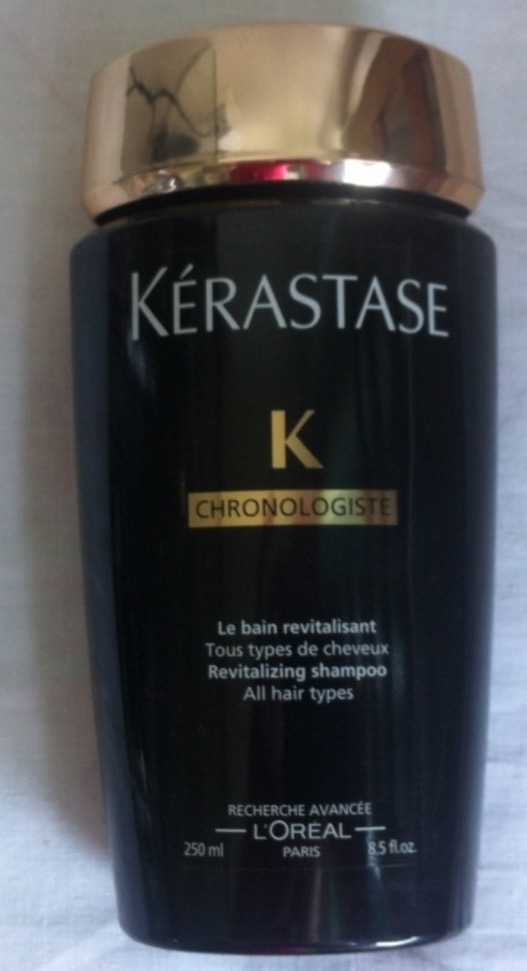 KÉRASTASE
K
CHRONOLOGISTE
Le bain revitalisant
Tous types de cheveux
Revitalizing shampoo
All hair types
RECHERCHE AVANCÉE
L'ORÉAL
250 ml PARIS 8.5 fl.oz.